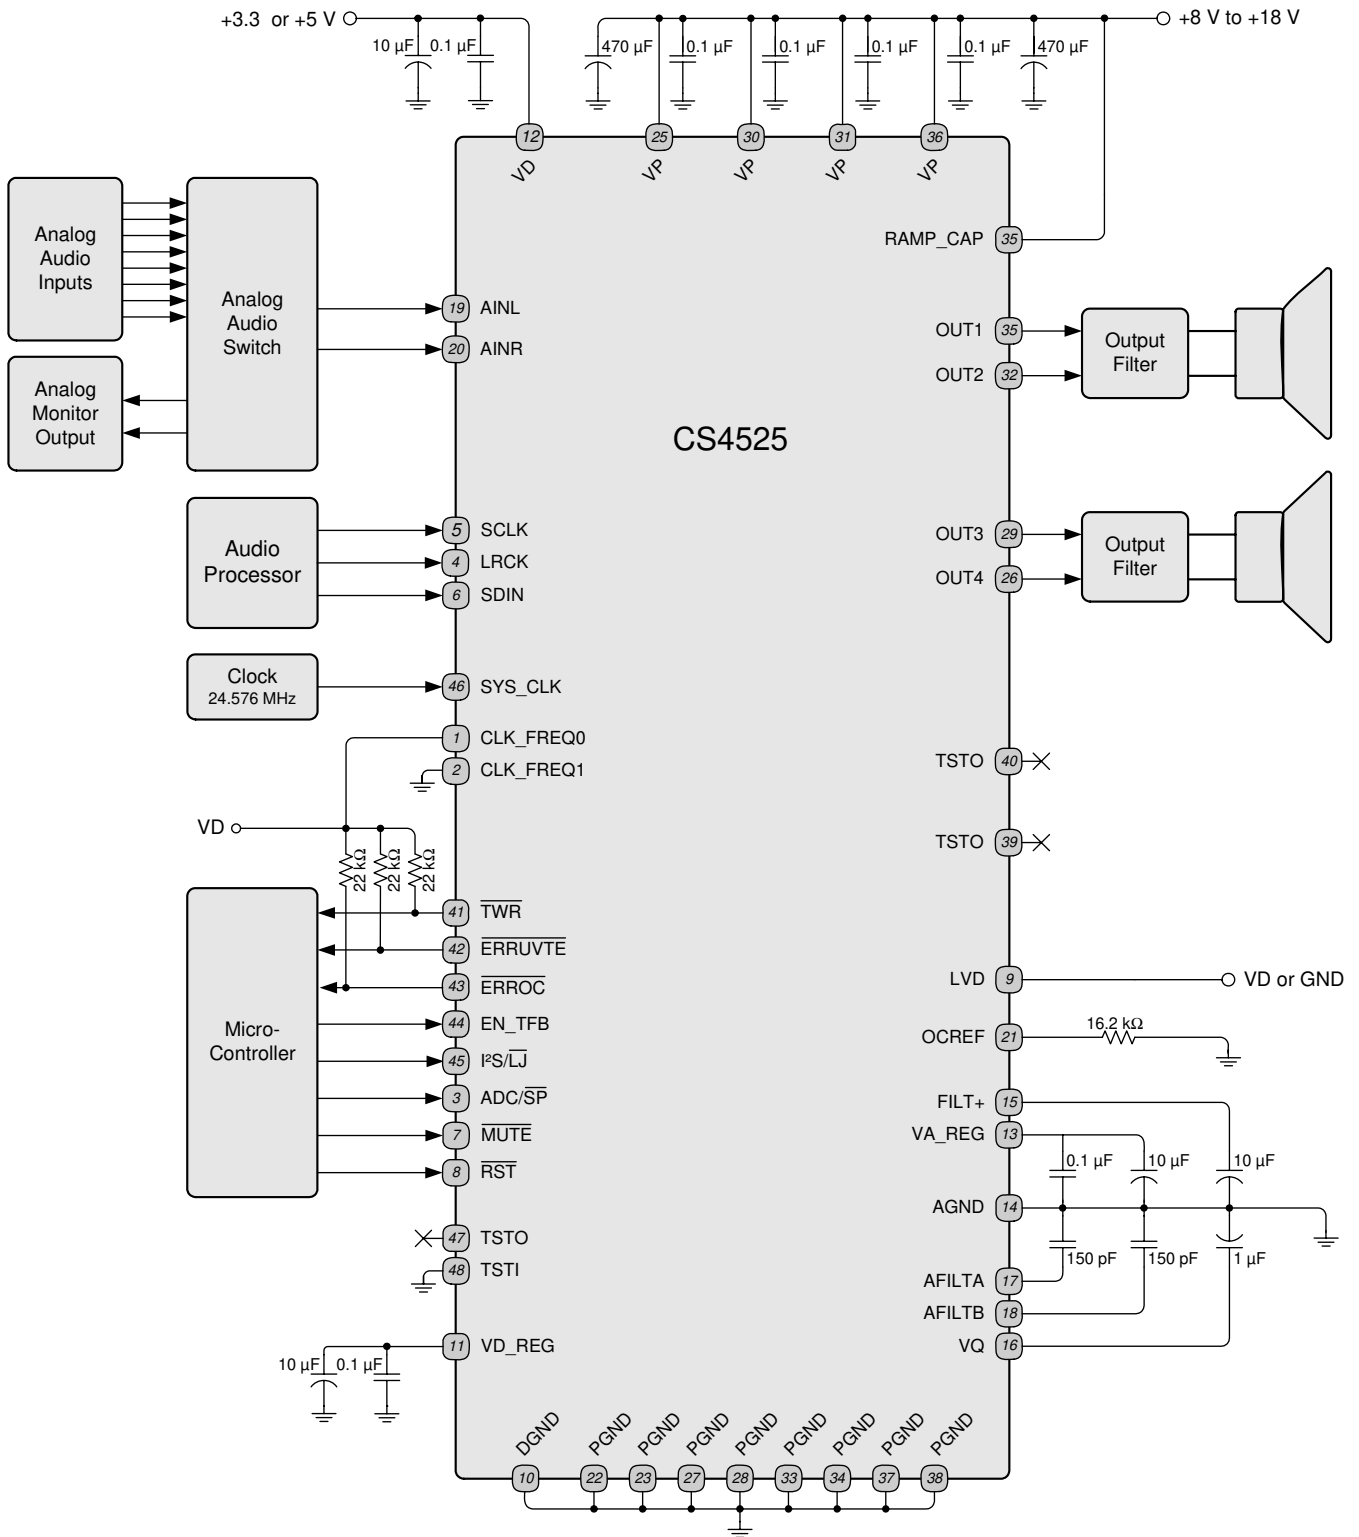 +3.3 or +5 V
+8 V to +18 V
10 µF
0.1 µF
470 µF
0.1 µF
0.1 µF
0.1 µF
0.1 µF
470 µF
12
25
30
31
36
VD
VP
VP
VP
VP
Analog
Audio
Inputs
Analog
Monitor
Output
Analog
Audio
Switch
19 AINL
20 AINR
RAMP_CAP 35
OUT1 35
OUT2 32
Output
Filter
CS4525
Audio
Processor
5 SCLK
4 LRCK
6 SDIN
OUT3 29
OUT4 26
Output
Filter
Clock
24.576 MHz
46 SYS_CLK
1 CLK_FREQ0
2 CLK_FREQ1
TSTO 40
TSTO 39
VD
22 kΩ
22 kΩ
22 kΩ
Micro-
Controller
41 TWR
42 ERRUVTE
43 ERROC
44 EN_TFB
45 I²S/LJ
3 ADC/SP
7 MUTE
8 RST
47 TSTO
48 TSTI
11 VD_REG
10 µF
0.1 µF
LVD 9
VD or GND
OCREF 21
16.2 kΩ
FILT+ 15
VA_REG 13
0.1 µF
10 µF
10 µF
AGND 14
150 pF
150 pF
1 µF
AFILTA 17
AFILTB 18
VQ 16
DGND
PGND
PGND
PGND
PGND
PGND
PGND
PGND
PGND
10
22
23
27
28
33
34
37
38